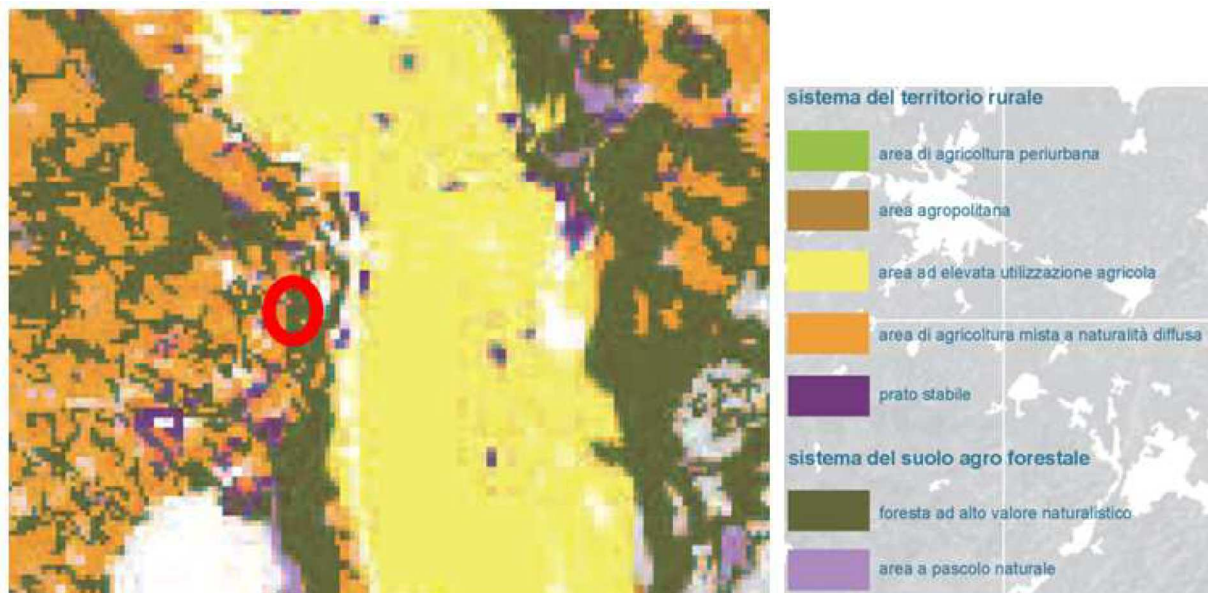 sistema del territorio rurale
area di agricoltura periurbana
area agropolitana
area ad elevata utilizzazione agricola
area di agricoltura mista a naturalità diffusa
prato stabile
sistema del suolo agro forestale
foresta ad alto valore naturalistico
area a pascolo naturale